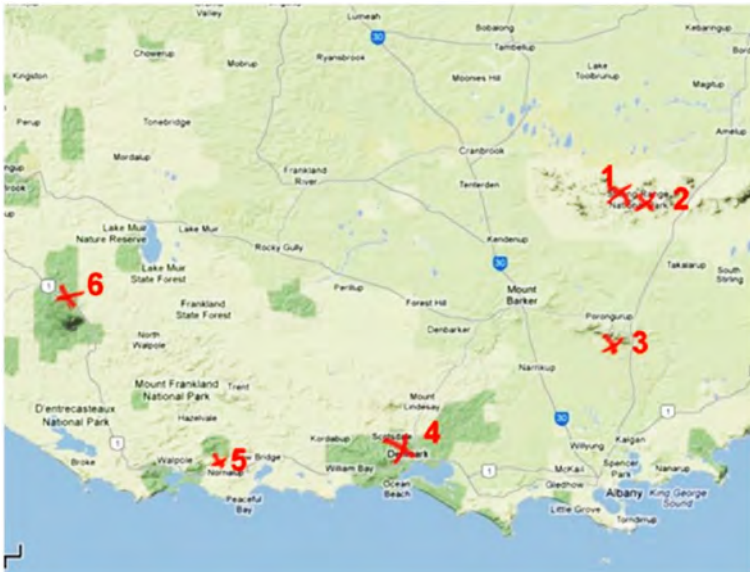 Valley
Lumeah
Kebaringup
30
Bobalong
Tambellup
Chowerup
Mobrup
Ryansbrook
Lake
Toolbrunup
Kingston
Moonies Hill
Magitup
Perup
Tonebridge
Amelup
Mordalup
Cranbrook
Frankland
River
Tenterden
1
2
Lake Muir
Nature Reserve
Lake Muir
Kendenup
Rocky Gully
30
Takalarup
South
Stirling
Lake Muir
State Forest
1
6
Perillup
Mount
Barker
Frankland
State Forest
Forest Hill
Porongurup
Denbarker
3
North
Walpole
Narrikup
Mount Frankland
National Park
Trent
Mount
Lindesay
D'entrecasteaux
National Park
Hazelvale
30
1
4
1
Kordabup
Denmark
Willyung
Kalgan
Broke
Walpole
Bridge
5
Nornalup
William Bay
1
McKail
Spencer
Park
Nanarup
Ocean
Beach
Gledhow
Peaceful
Bay
Albany
King George
Sound
Little Grove
Torndirrup